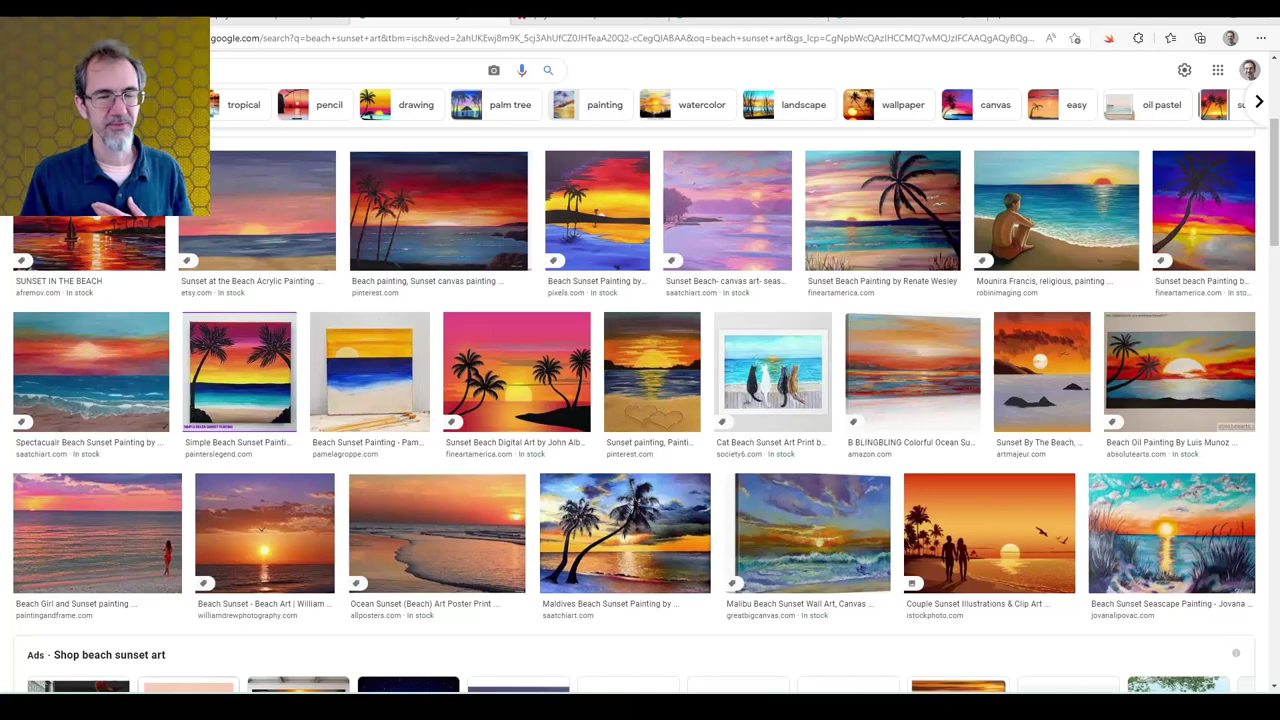 google.com/search?q=beach+sunset+art&tbm=isch&ved=2ahUKEwj8m9K_5cj3AhUfCZ0JHTeaA20Q2-cCegQIABAA&oq=beach+sunset+art&gs_lcp=CgNpbWcQAzIHCCMQ7wMQJzIFCAAQgAQyBQg...
tropical pencil drawing palm tree painting watercolor landscape wallpaper canvas easy oil pastel
SUNSET IN THE BEACH
afremov.com · In stock
Sunset at the Beach Acrylic Painting ...
etsy.com · In stock
Beach painting, Sunset canvas painting ...
pinterest.com
Beach Sunset Painting by...
pixels.com · In stock
Sunset Beach- canvas art- seas...
saatchiart.com · In stock
Sunset Beach Painting by Renate Wesley
fineartamerica.com · In stock
Mounira Francis, religious, painting ...
robinimaging.com · In stock
Sunset beach Painting b...
fineartamerica.com · In sto...
Spectacualr Beach Sunset Painting by ...
saatchiart.com · In stock
Simple Beach Sunset Painti...
painterslegend.com
Beach Sunset Painting - Pam...
pamelagroppe.com
Sunset Beach Digital Art by John Alb...
fineartamerica.com · In stock
Sunset painting, Painti...
pinterest.com
Cat Beach Sunset Art Print b...
society6.com · In stock
B BLINGBLING Colorful Ocean Su...
amazon.com · In stock
Sunset By The Beach, ...
artmajeur.com · In stock
Beach Oil Painting By Luis Munoz ...
absolutearts.com · In stock
Beach Girl and Sunset painting ...
paintingandframe.com
Beach Sunset - Beach Art | William ...
williamdrewphotography.com
Ocean Sunset (Beach) Art Poster Print ...
allposters.com · In stock
Maldives Beach Sunset Painting by ...
saatchiart.com
Malibu Beach Sunset Wall Art, Canvas ...
greatbigcanvas.com · In stock
Couple Sunset Illustrations & Clip Art ...
istockphoto.com
Beach Sunset Seascape Painting - Jovana ...
jovanalipovac.com
Ads · Shop beach sunset art